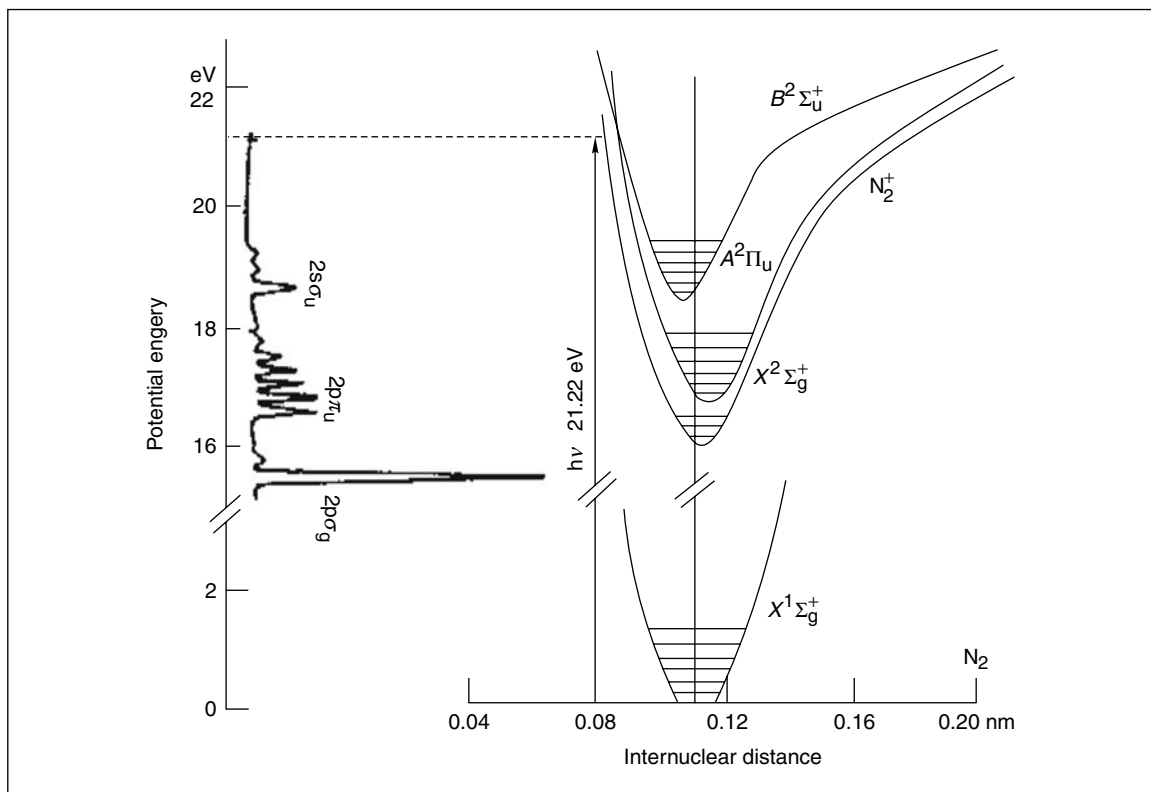 eV
22
20
18
16
2
0
Potential engery
2sσu
2pπu
2pσg
hν 21.22 eV
B²Σu⁺
N₂⁺
A²Πu
X²Σg⁺
X¹Σg⁺
N₂
0.04
0.08
0.12
0.16
0.20 nm
Internuclear distance